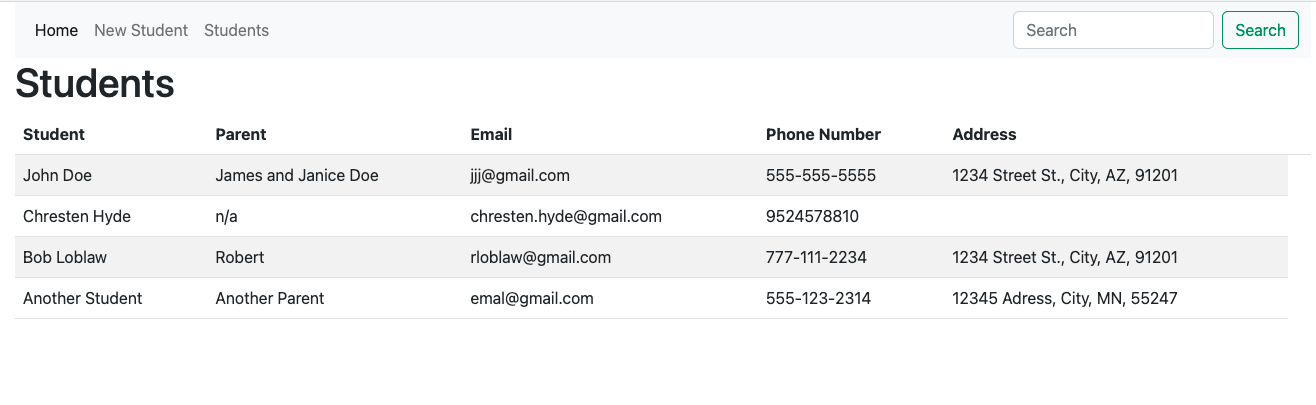 Home New Student Students Search Search
Students
Student Parent Email Phone Number Address
John Doe James and Janice Doe jjj@gmail.com 555-555-5555 1234 Street St., City, AZ, 91201
Chresten Hyde n/a chresten.hyde@gmail.com 9524578810
Bob Loblaw Robert rloblaw@gmail.com 777-111-2234 1234 Street St., City, AZ, 91201
Another Student Another Parent emal@gmail.com 555-123-2314 12345 Adress, City, MN, 55247